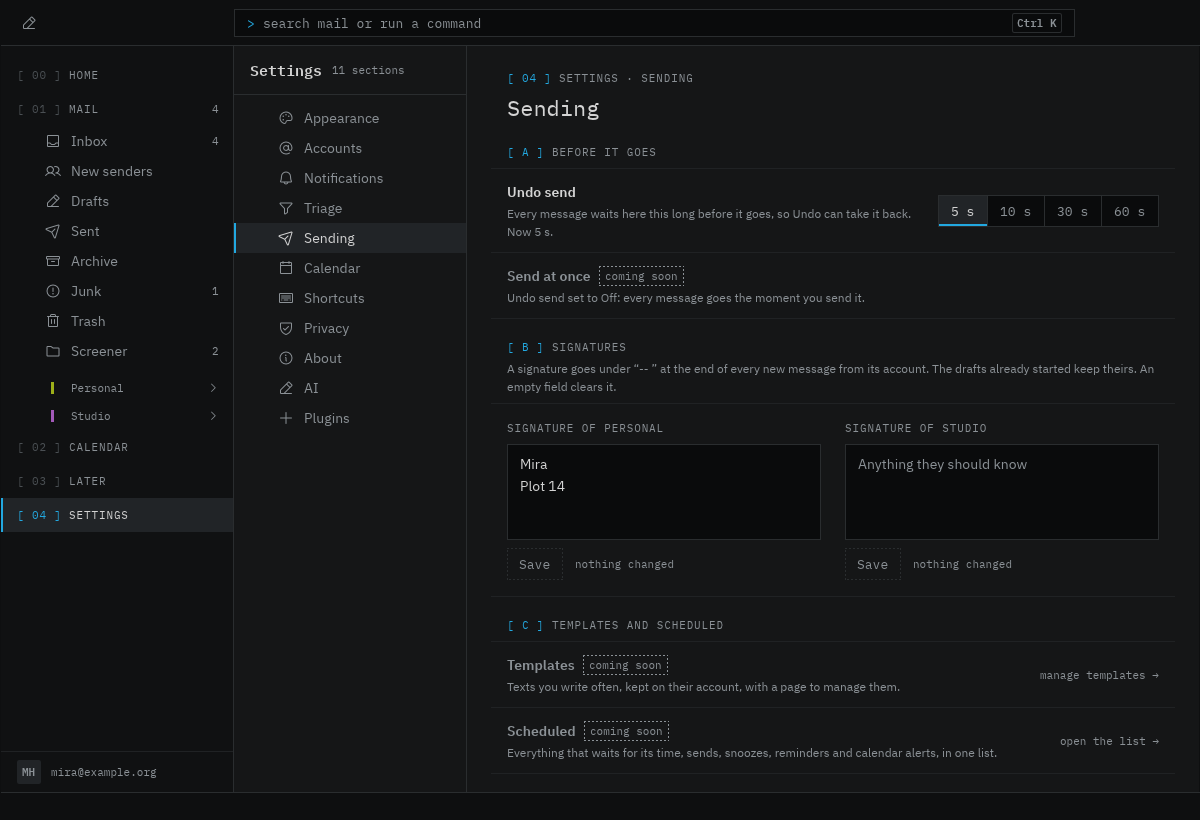 > search mail or run a command
Ctrl K
[ 00 ] HOME
[ 01 ] MAIL 4
Inbox 4
New senders
Drafts
Sent
Archive
Junk 1
Trash
Screener 2
Personal
Studio
[ 02 ] CALENDAR
[ 03 ] LATER
[ 04 ] SETTINGS
MH mira@example.org
Settings 11 sections
Appearance
Accounts
Notifications
Triage
Sending
Calendar
Shortcuts
Privacy
About
AI
Plugins
[ 04 ] SETTINGS · SENDING
Sending
[ A ] BEFORE IT GOES
Undo send
Every message waits here this long before it goes, so Undo can take it back.
Now 5 s.
5 s 10 s 30 s 60 s
Send at once coming soon
Undo send set to Off: every message goes the moment you send it.
[ B ] SIGNATURES
A signature goes under “-- ” at the end of every new message from its account. The drafts already started keep theirs. An
empty field clears it.
SIGNATURE OF PERSONAL
Mira
Plot 14
Save nothing changed
SIGNATURE OF STUDIO
Anything they should know
Save nothing changed
[ C ] TEMPLATES AND SCHEDULED
Templates coming soon
Texts you write often, kept on their account, with a page to manage them.
manage templates →
Scheduled coming soon
Everything that waits for its time, sends, snoozes, reminders and calendar alerts, in one list.
open the list →